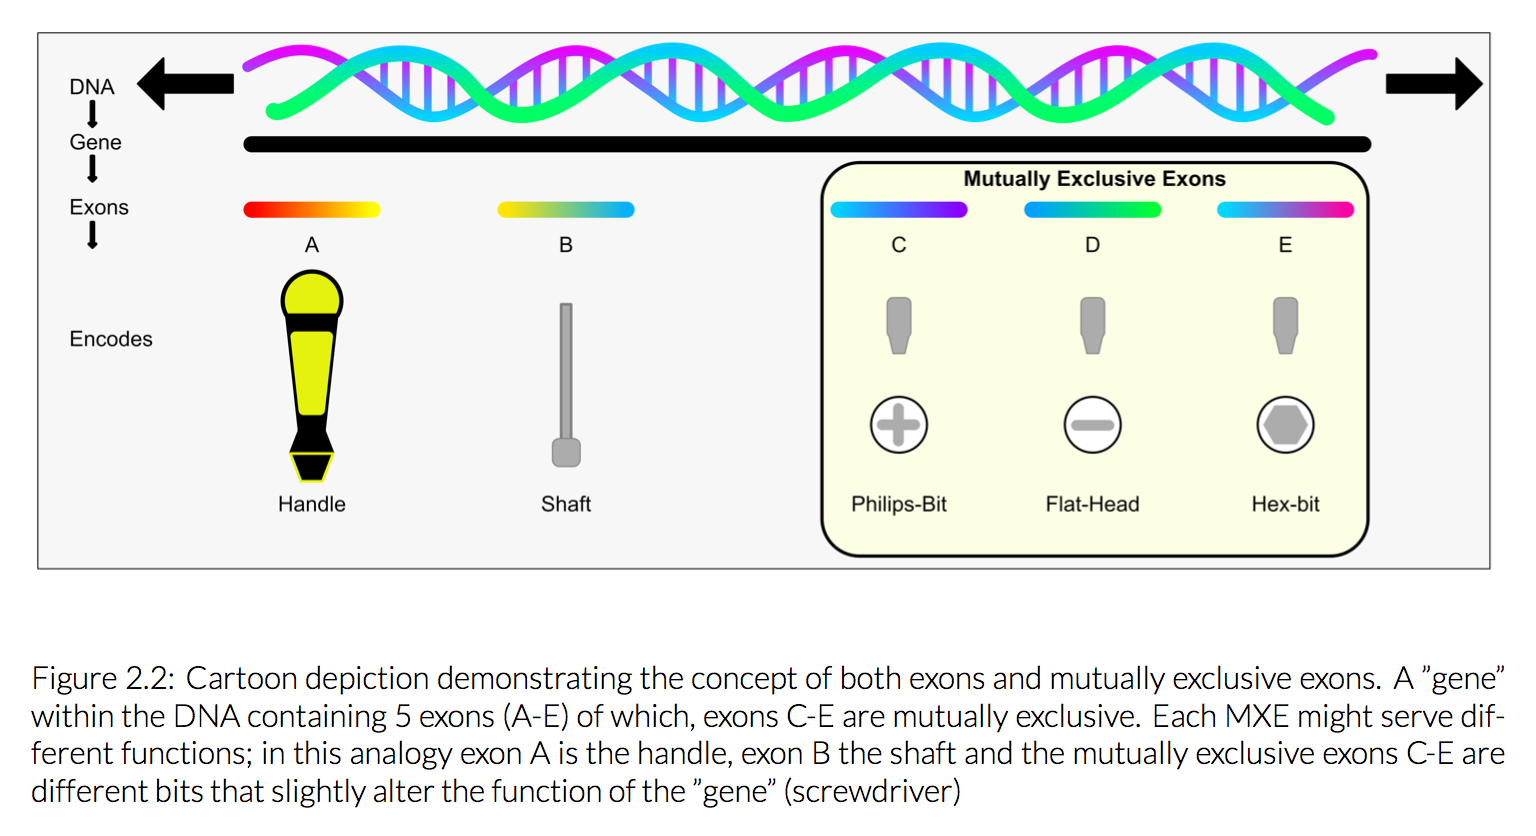 DNA
Gene
Mutually Exclusive Exons
Exons
A
B
C
D
E
Encodes
Handle
Shaft
Philips-Bit
Flat-Head
Hex-bit
Figure 2.2: Cartoon depiction demonstrating the concept of both exons and mutually exclusive exons. A ”gene”
within the DNA containing 5 exons (A-E) of which, exons C-E are mutually exclusive. Each MXE might serve dif-
ferent functions; in this analogy exon A is the handle, exon B the shaft and the mutually exclusive exons C-E are
different bits that slightly alter the function of the ”gene” (screwdriver)